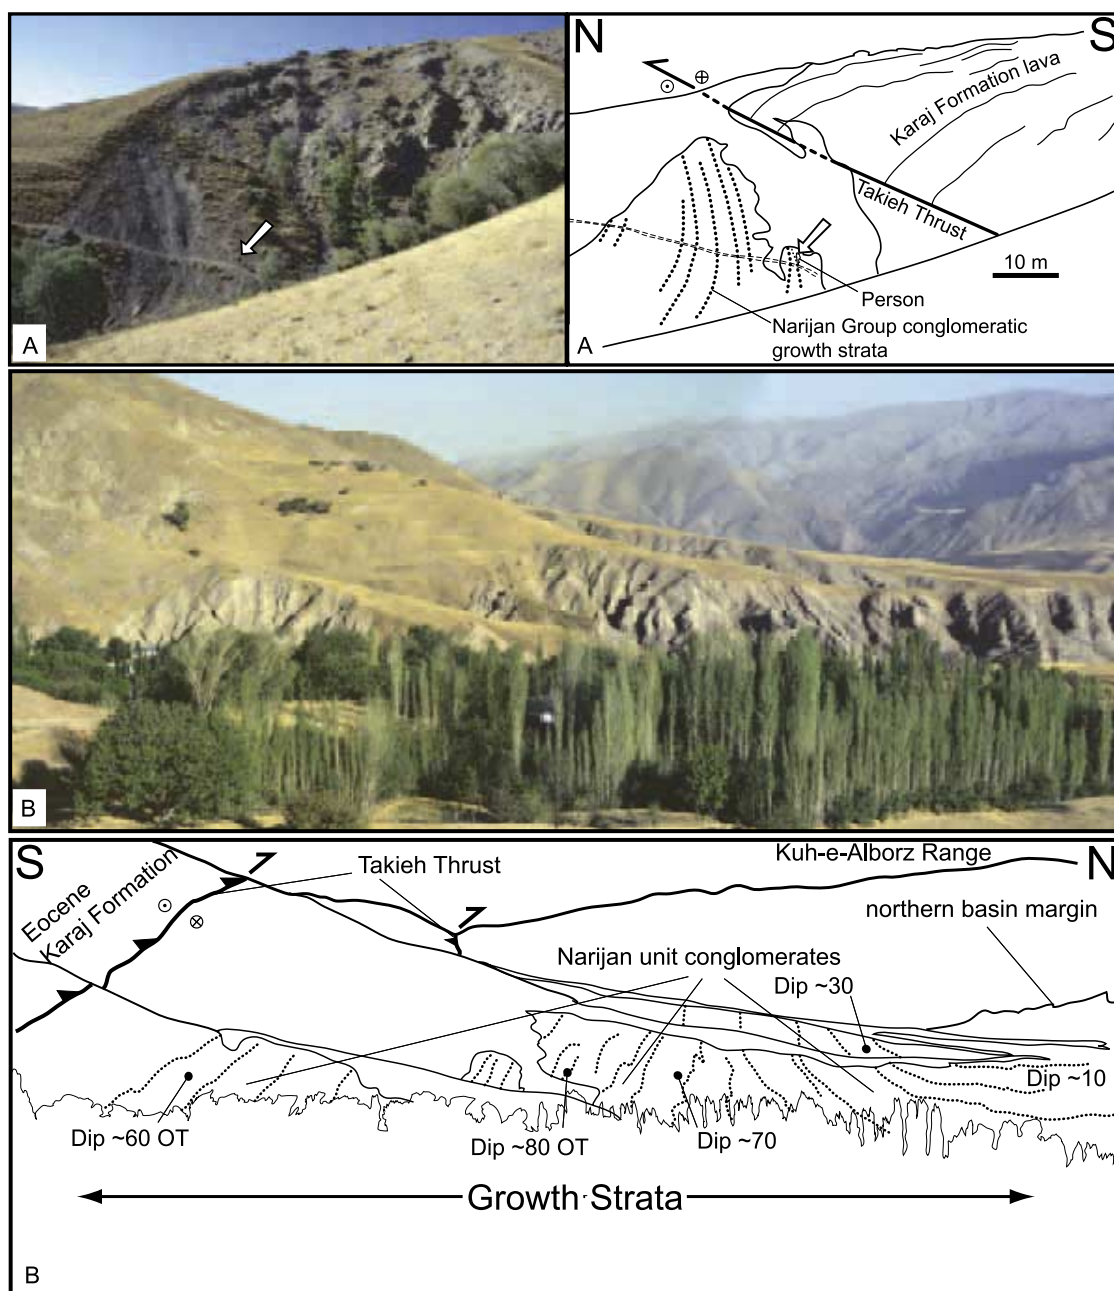 N
S
Karaj Formation lava
Takieh Thrust
10 m
Person
Narijan Group conglomeratic
growth strata
A
A
B
S
N
Kuh-e-Alborz Range
Takieh Thrust
Eocene
Karaj Formation
northern basin margin
Narijan unit conglomerates
Dip ~30
Dip ~10
Dip ~60 OT
Dip ~80 OT
Dip ~70
Growth Strata
B